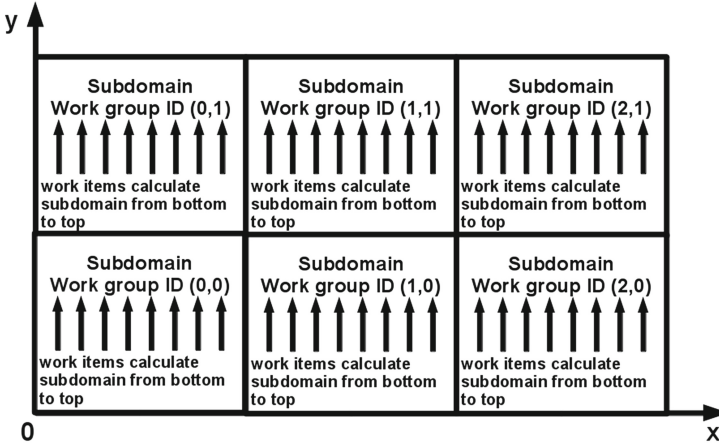 y
Subdomain
Work group ID (0,1)
work items calculate
subdomain from bottom
to top
Subdomain
Work group ID (1,1)
work items calculate
subdomain from bottom
to top
Subdomain
Work group ID (2,1)
work items calculate
subdomain from bottom
to top
Subdomain
Work group ID (0,0)
work items calculate
subdomain from bottom
to top
Subdomain
Work group ID (1,0)
work items calculate
subdomain from bottom
to top
Subdomain
Work group ID (2,0)
work items calculate
subdomain from bottom
to top
0
x